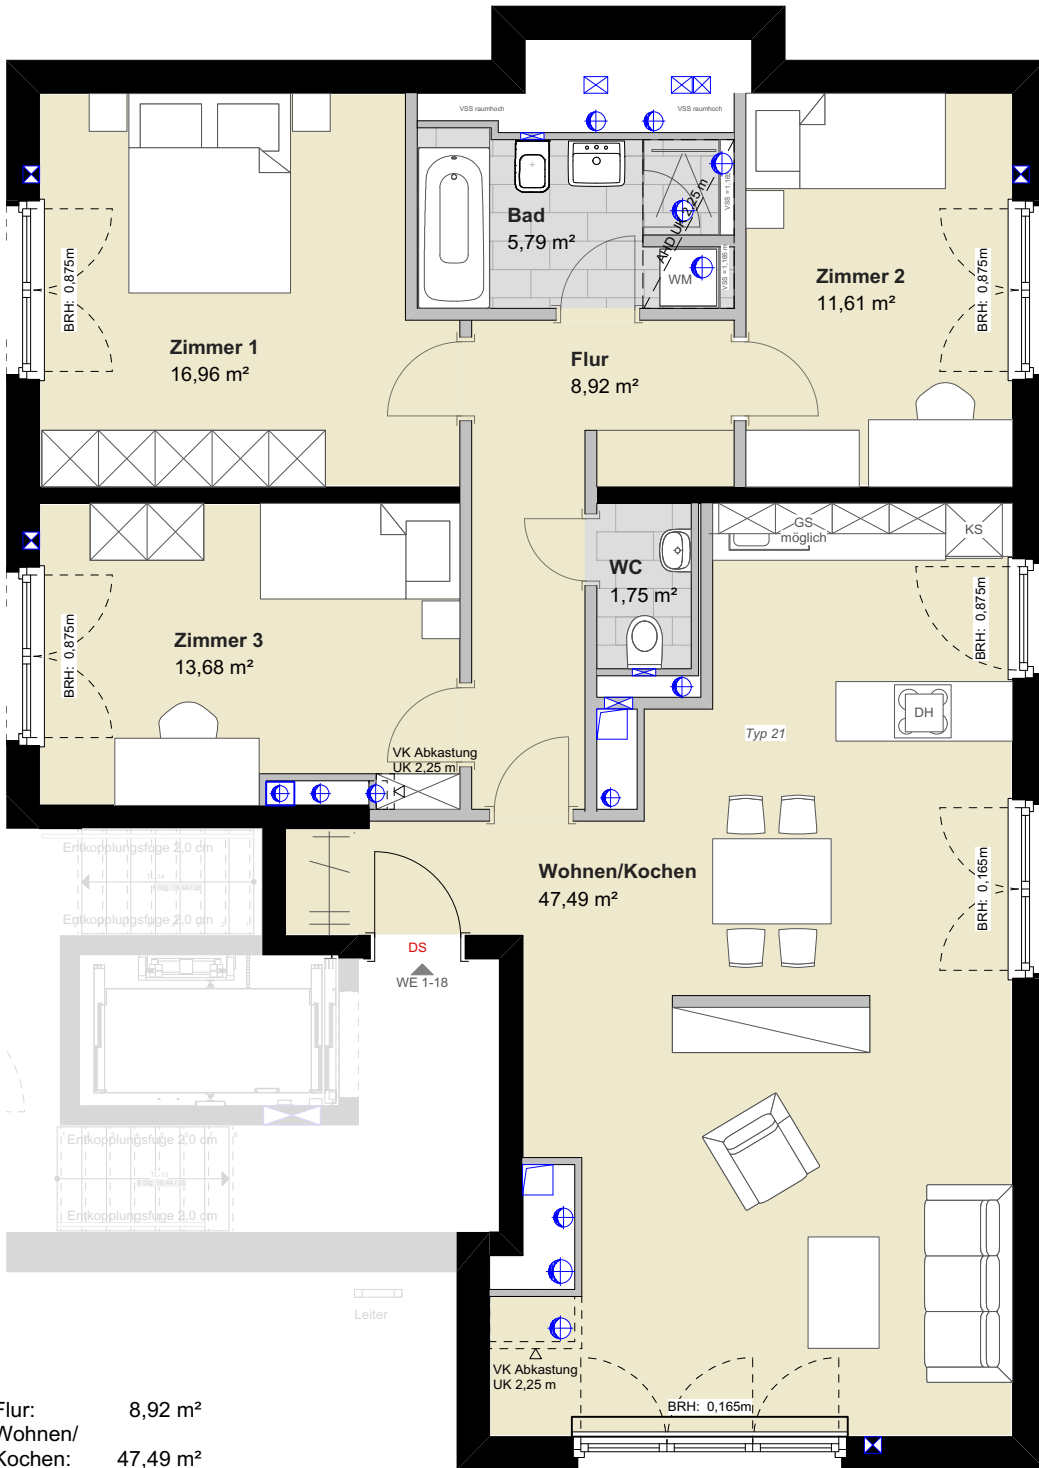 VSS raumhoch
VSS raumhoch
Bad
5,79 m²
AHD UK 2,25 m
VSS = 1,165 m
WM
BRH: 0,875m
Zimmer 1
16,96 m²
Flur
8,92 m²
Zimmer 2
11,61 m²
BRH: 0,875m
GS
möglich
KS
WC
1,75 m²
BRH: 0,875m
Zimmer 3
13,68 m²
BRH: 0,875m
DH
Typ 21
VK Abkastung
UK 2,25 m
Entkopplungsfuge 2,0 cm
Entkopplungsfuge 2,0 cm
Wohnen/Kochen
47,49 m²
BRH: 0,165m
DS
WE 1-18
Entkopplungsfuge 2,0 cm
Entkopplungsfuge 2,0 cm
Leiter
VK Abkastung
UK 2,25 m
BRH: 0,165m
Flur: 8,92 m²
Wohnen/
Kochen: 47,49 m²